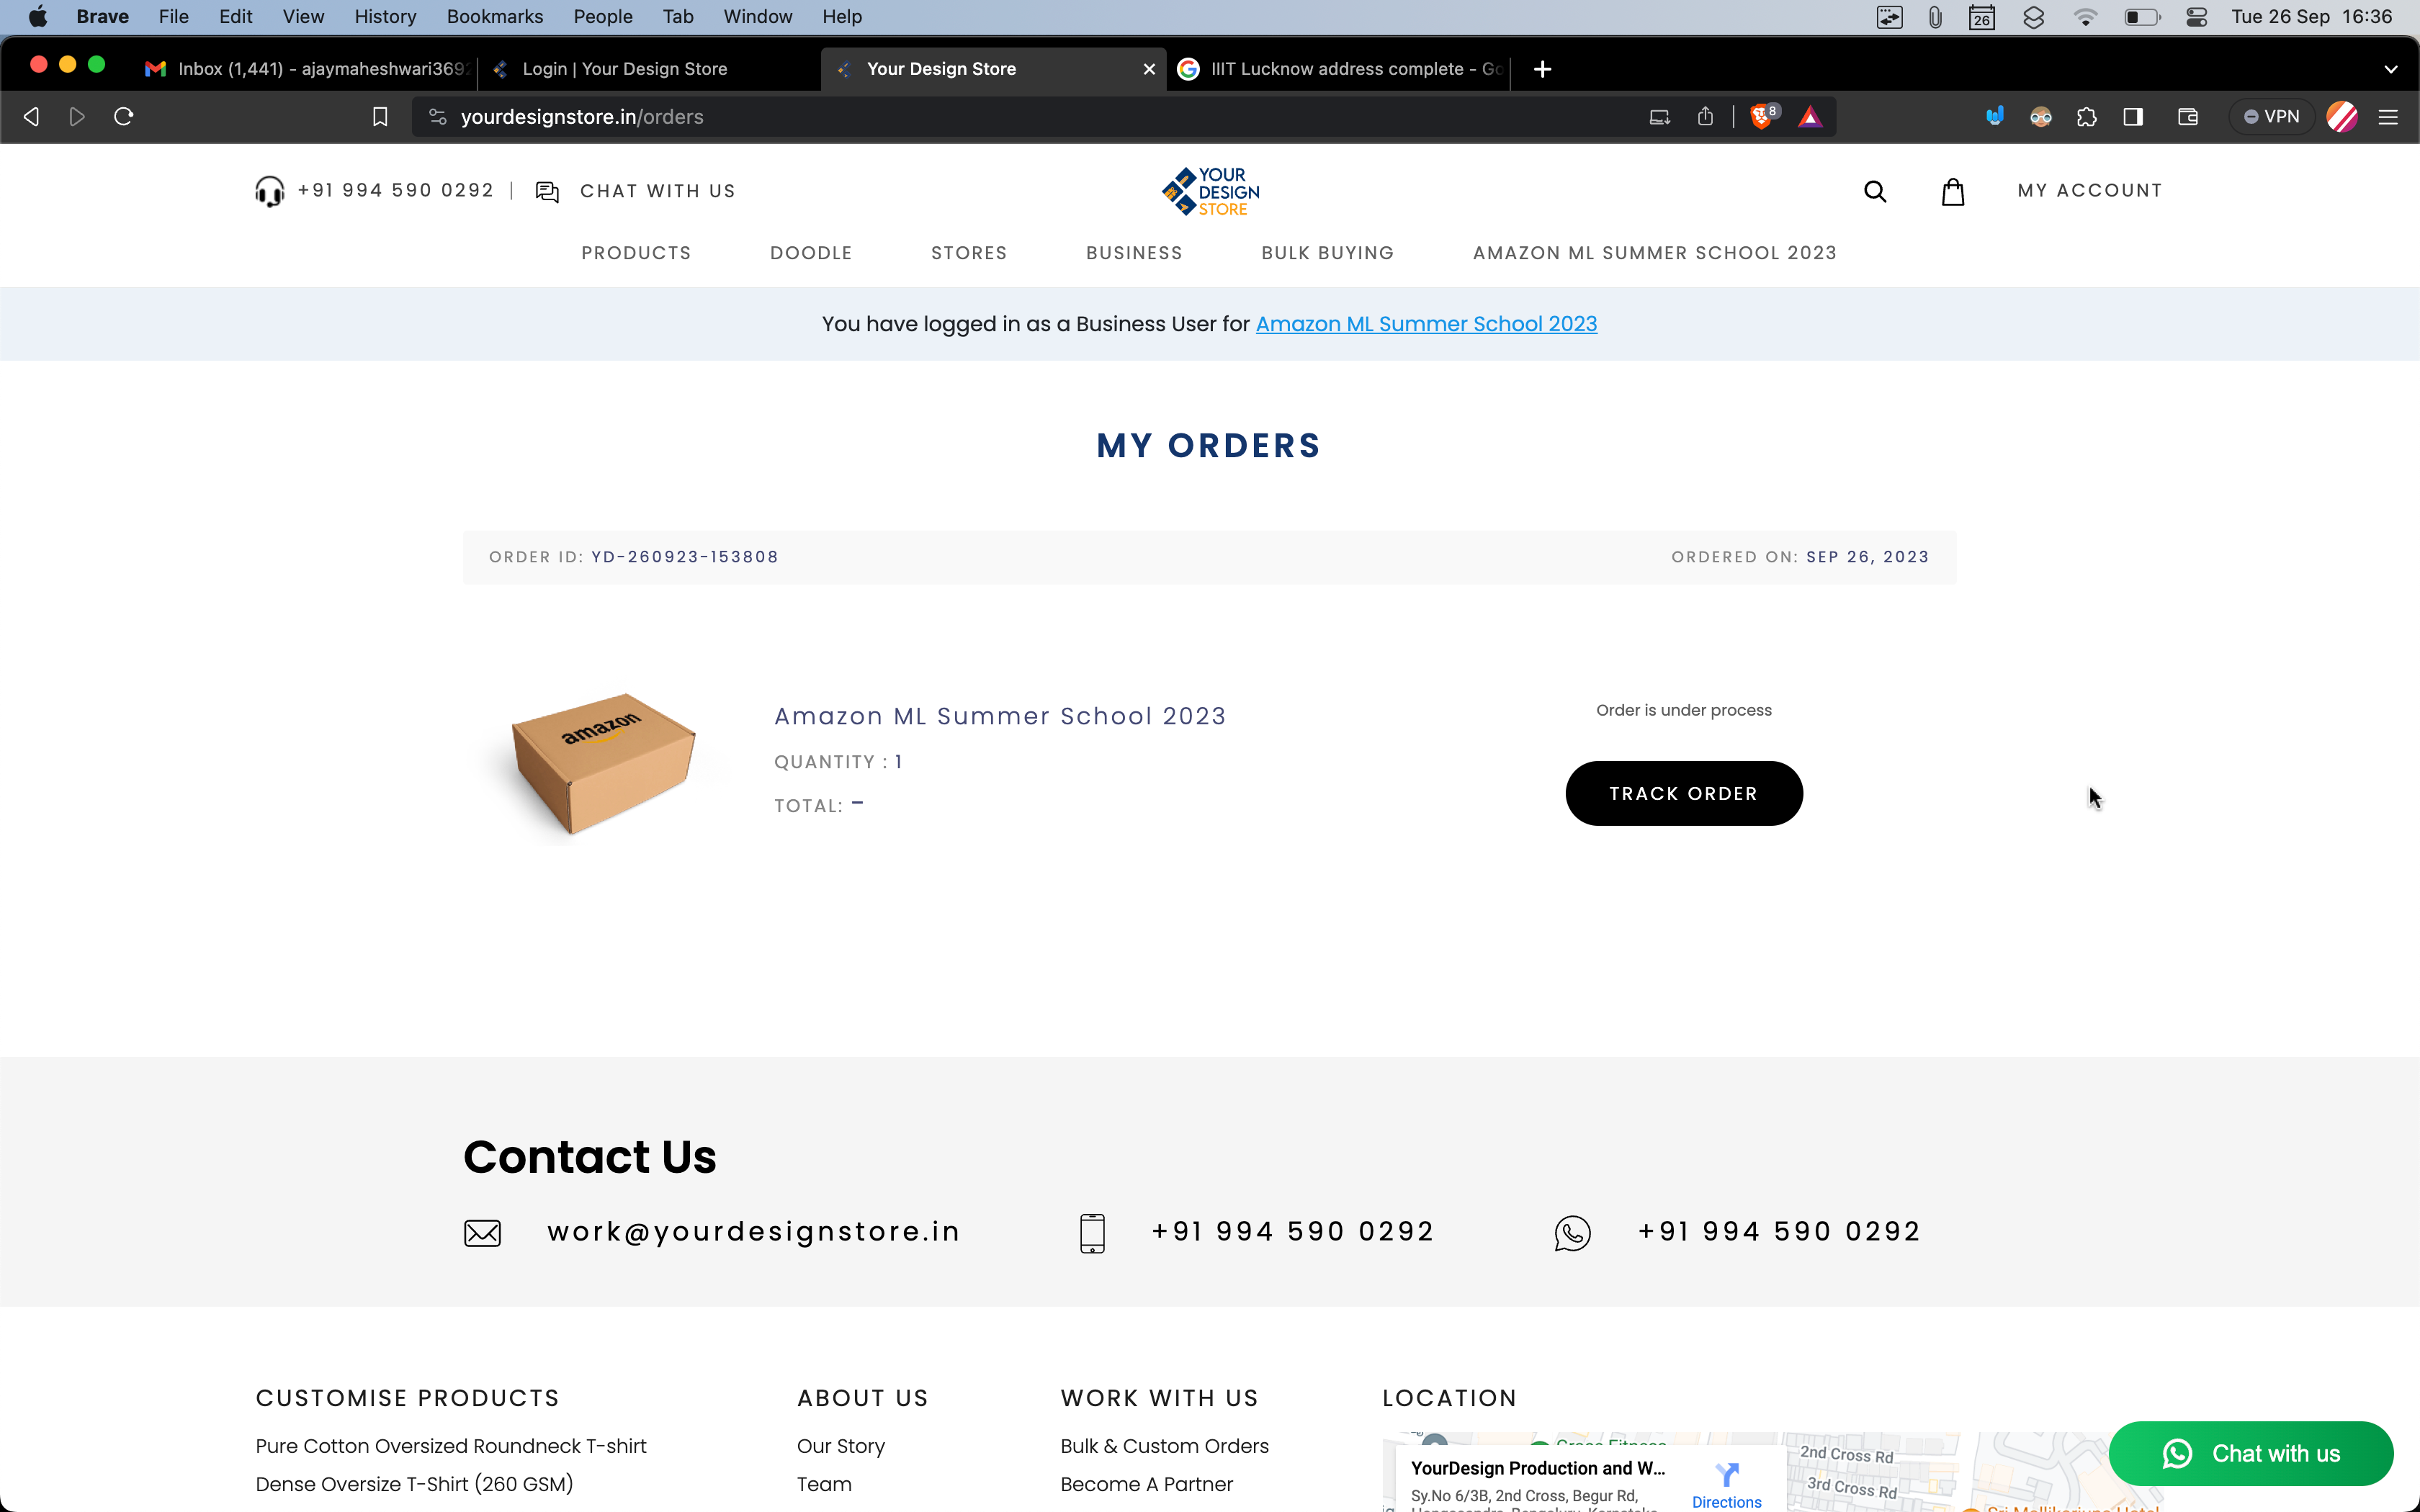 Brave File Edit View History Bookmarks People Tab Window Help
26
Tue 26 Sep 16:36
Inbox (1,441) - ajaymaheshwari369
Login | Your Design Store
Your Design Store
IIIT Lucknow address complete - Go
yourdesignstore.in/orders
8
VPN
+91 994 590 0292 | CHAT WITH US
YOUR
DESIGN
STORE
MY ACCOUNT
PRODUCTS DOODLE STORES BUSINESS BULK BUYING AMAZON ML SUMMER SCHOOL 2023
You have logged in as a Business User for Amazon ML Summer School 2023
MY ORDERS
ORDER ID: YD-260923-153808
ORDERED ON: SEP 26, 2023
amazon
Amazon ML Summer School 2023
QUANTITY : 1
TOTAL: –
Order is under process
TRACK ORDER
Contact Us
work@yourdesignstore.in
+91 994 590 0292
+91 994 590 0292
CUSTOMISE PRODUCTS
Pure Cotton Oversized Roundneck T-shirt
Dense Oversize T-Shirt (260 GSM)
ABOUT US
Our Story
Team
WORK WITH US
Bulk & Custom Orders
Become A Partner
LOCATION
YourDesign Production and W...
Sy.No 6/3B, 2nd Cross, Begur Rd,
Directions
2nd Cross Rd
3rd Cross Rd
Chat with us